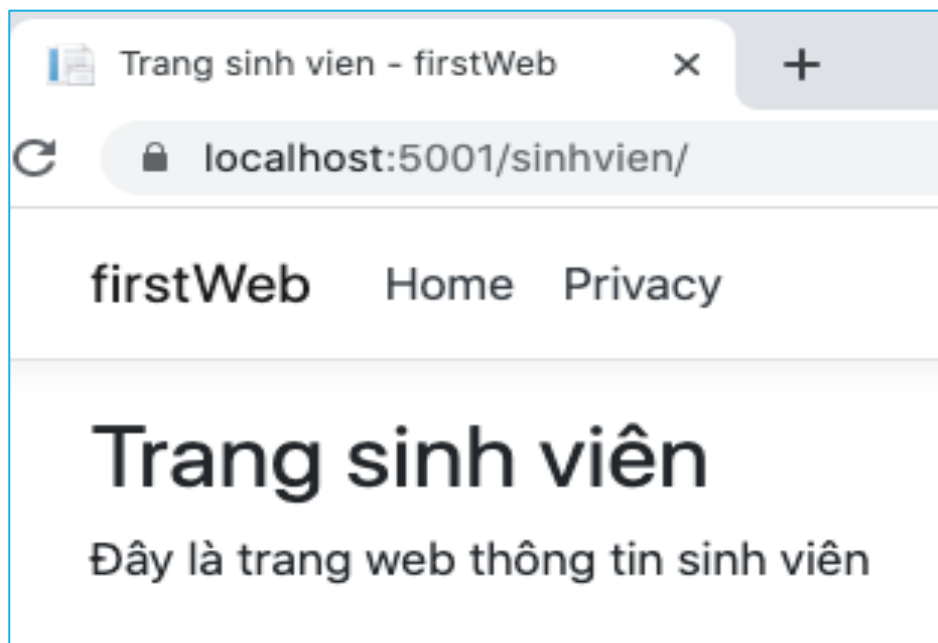 Trang sinh vien - firstWeb
localhost:5001/sinhvien/
firstWeb Home Privacy
Trang sinh viên
Đây là trang web thông tin sinh viên